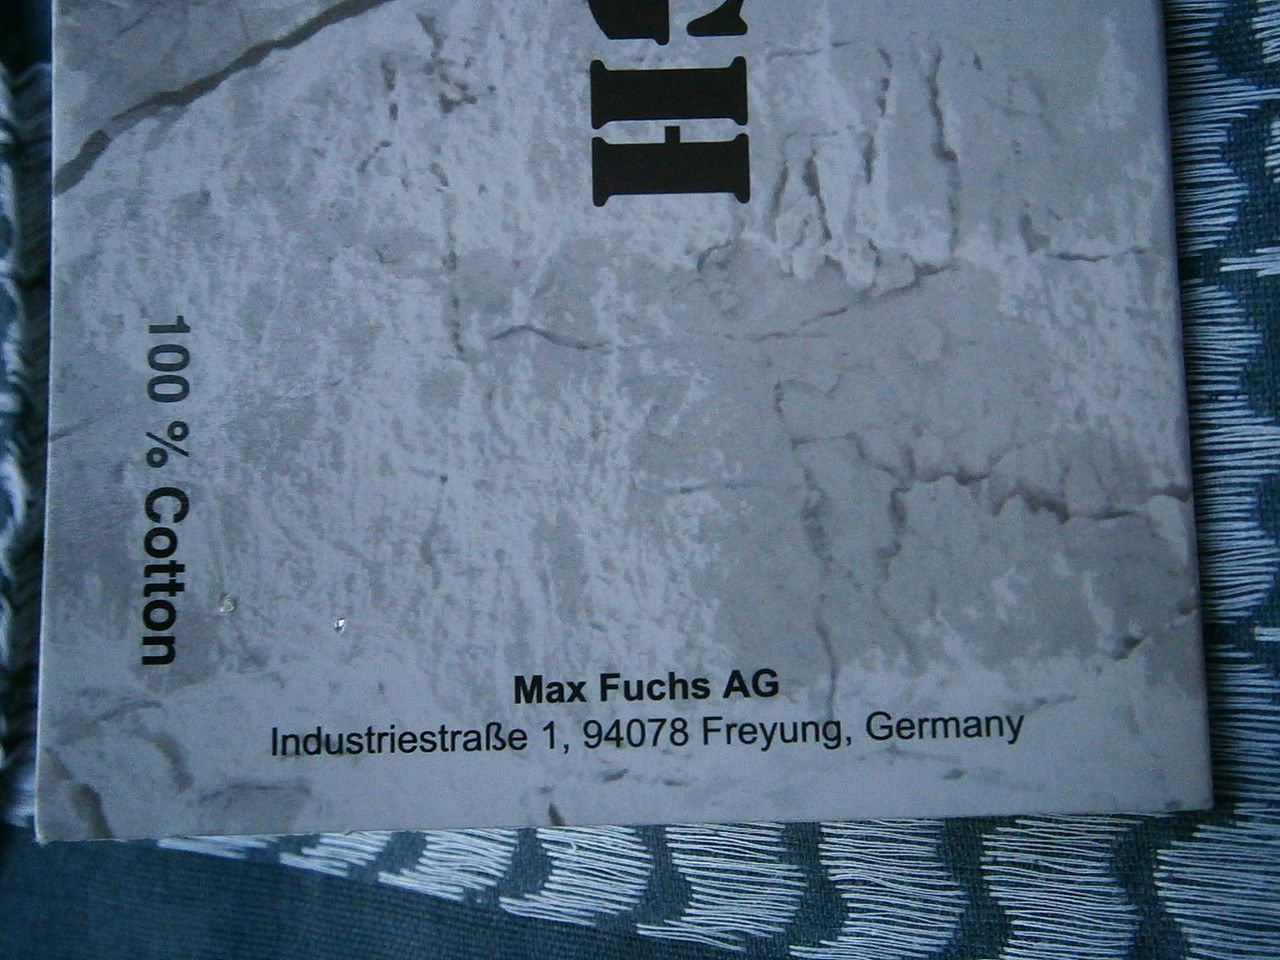 100 % Cotton
Max Fuchs AG
Industriestraße 1, 94078 Freyung, Germany